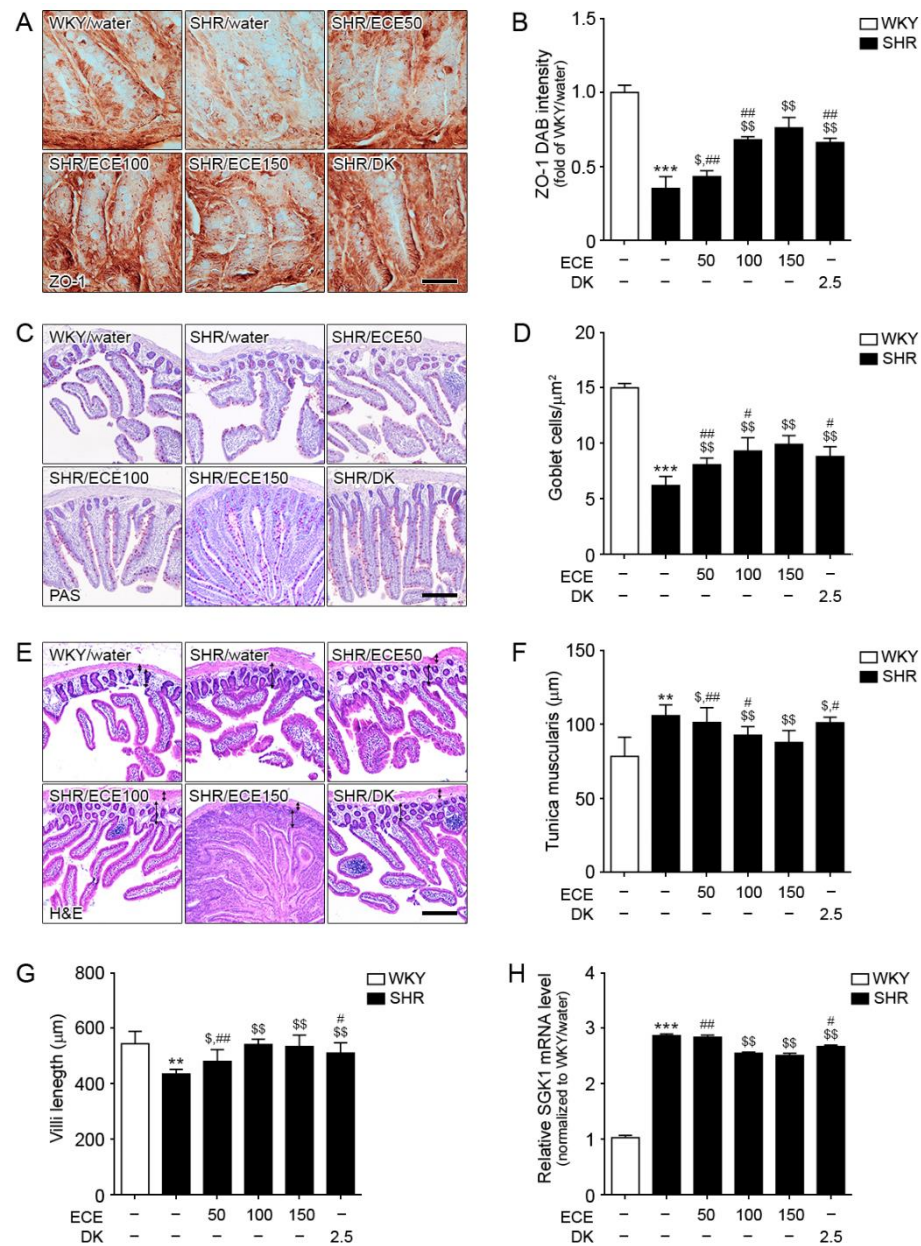 A
WKY/water
SHR/water
SHR/ECE50
SHR/ECE100
SHR/ECE150
SHR/DK
ZO-1
B
WKY
SHR
ZO-1 DAB intensity
(fold of WKY/water)
1.5
1.0
0.5
0
***
$,##
##
$$
$$
##
$$
ECE – – 50 100 150 –
DK – – – – – 2.5
C
WKY/water
SHR/water
SHR/ECE50
SHR/ECE100
SHR/ECE150
SHR/DK
PAS
D
WKY
SHR
Goblet cells/μm²
20
15
10
5
0
***
##
$$
#
$$
$$
#
$$
ECE – – 50 100 150 –
DK – – – – – 2.5
E
WKY/water
SHR/water
SHR/ECE50
SHR/ECE100
SHR/ECE150
SHR/DK
H&E
F
WKY
SHR
Tunica muscularis (μm)
200
150
100
50
0
**
$,##
#
$$
$$
$,#
ECE – – 50 100 150 –
DK – – – – – 2.5
G
WKY
SHR
Villi lenegth (μm)
800
600
400
200
0
**
$,##
$$
$$
#
$$
ECE – – 50 100 150 –
DK – – – – – 2.5
H
WKY
SHR
Relative SGK1 mRNA level
(normalized to WKY/water)
4
3
2
1
0
***
##
$$
$$
#
$$
ECE – – 50 100 150 –
DK – – – – – 2.5